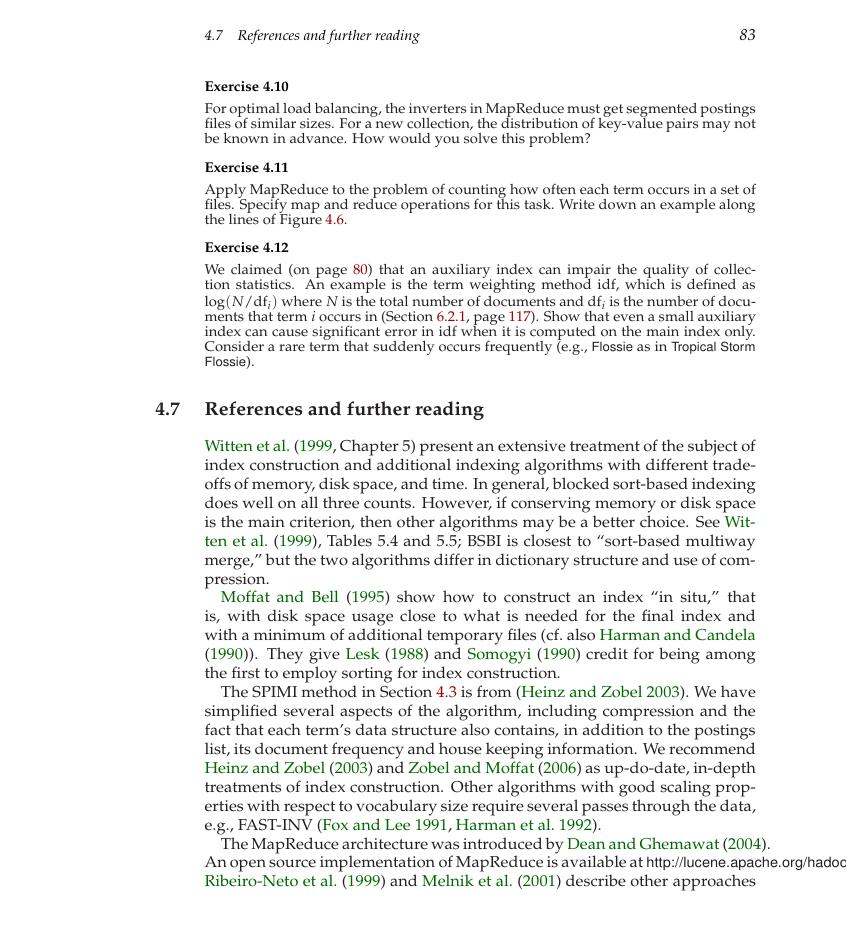 4.7 References and further reading 83
Exercise 4.10
For optimal load balancing, the inverters in MapReduce must get segmented postings
files of similar sizes. For a new collection, the distribution of key-value pairs may not
be known in advance. How would you solve this problem?
Exercise 4.11
Apply MapReduce to the problem of counting how often each term occurs in a set of
files. Specify map and reduce operations for this task. Write down an example along
the lines of Figure 4.6.
Exercise 4.12
We claimed (on page 80) that an auxiliary index can impair the quality of collec-
tion statistics. An example is the term weighting method idf, which is defined as
log(N/dfᵢ) where N is the total number of documents and dfᵢ is the number of docu-
ments that term i occurs in (Section 6.2.1, page 117). Show that even a small auxiliary
index can cause significant error in idf when it is computed on the main index only.
Consider a rare term that suddenly occurs frequently (e.g., Flossie as in Tropical Storm
Flossie).
4.7 References and further reading
Witten et al. (1999, Chapter 5) present an extensive treatment of the subject of
index construction and additional indexing algorithms with different trade-
offs of memory, disk space, and time. In general, blocked sort-based indexing
does well on all three counts. However, if conserving memory or disk space
is the main criterion, then other algorithms may be a better choice. See Wit-
ten et al. (1999), Tables 5.4 and 5.5; BSBI is closest to “sort-based multiway
merge,” but the two algorithms differ in dictionary structure and use of com-
pression.
Moffat and Bell (1995) show how to construct an index “in situ,” that
is, with disk space usage close to what is needed for the final index and
with a minimum of additional temporary files (cf. also Harman and Candela
(1990)). They give Lesk (1988) and Somogyi (1990) credit for being among
the first to employ sorting for index construction.
The SPIMI method in Section 4.3 is from (Heinz and Zobel 2003). We have
simplified several aspects of the algorithm, including compression and the
fact that each term’s data structure also contains, in addition to the postings
list, its document frequency and house keeping information. We recommend
Heinz and Zobel (2003) and Zobel and Moffat (2006) as up-do-date, in-depth
treatments of index construction. Other algorithms with good scaling prop-
erties with respect to vocabulary size require several passes through the data,
e.g., FAST-INV (Fox and Lee 1991, Harman et al. 1992).
The MapReduce architecture was introduced by Dean and Ghemawat (2004).
An open source implementation of MapReduce is available at http://lucene.apache.org/hadoo
Ribeiro-Neto et al. (1999) and Melnik et al. (2001) describe other approaches